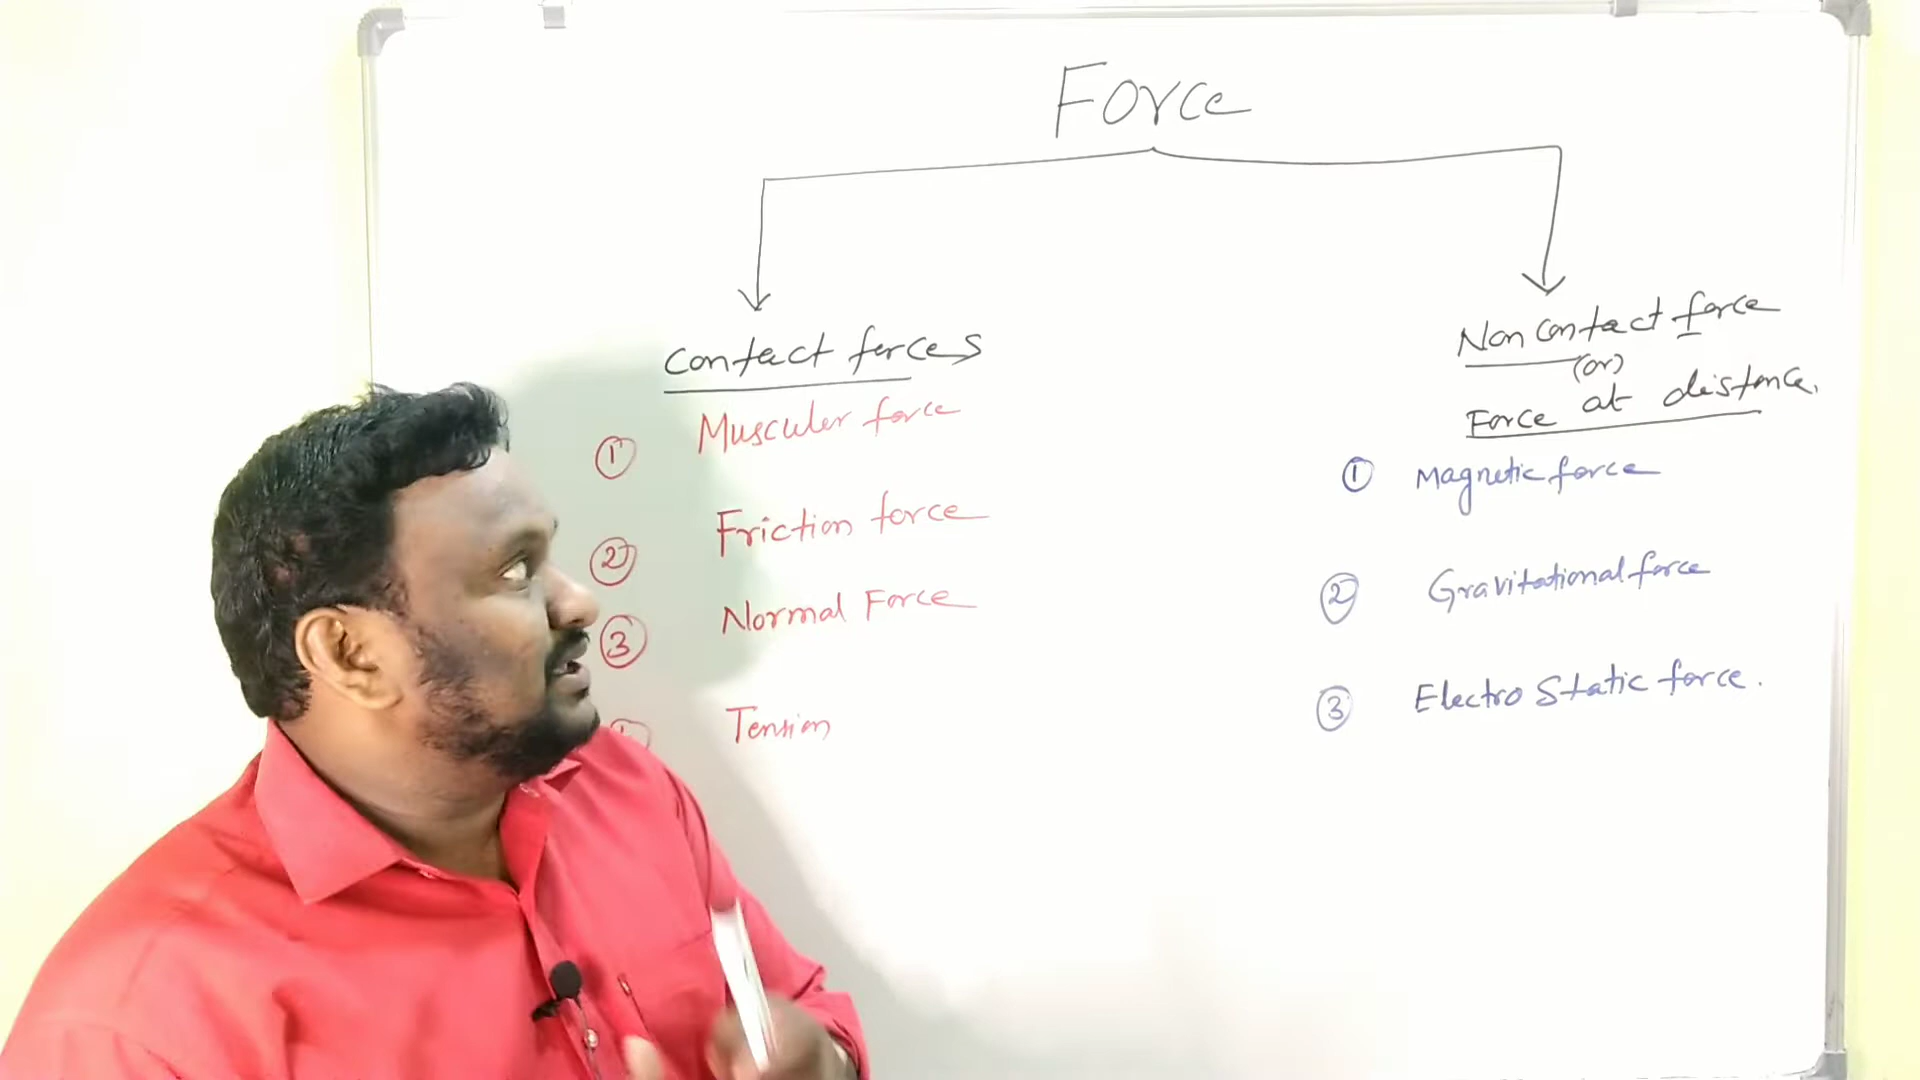 Force
Contact forces
① Muscular force
② Friction force
③ Normal Force
Tension
Non Contact force
(or)
Force at distance.
① Magnetic force
② Gravitational force
③ Electro Static force.